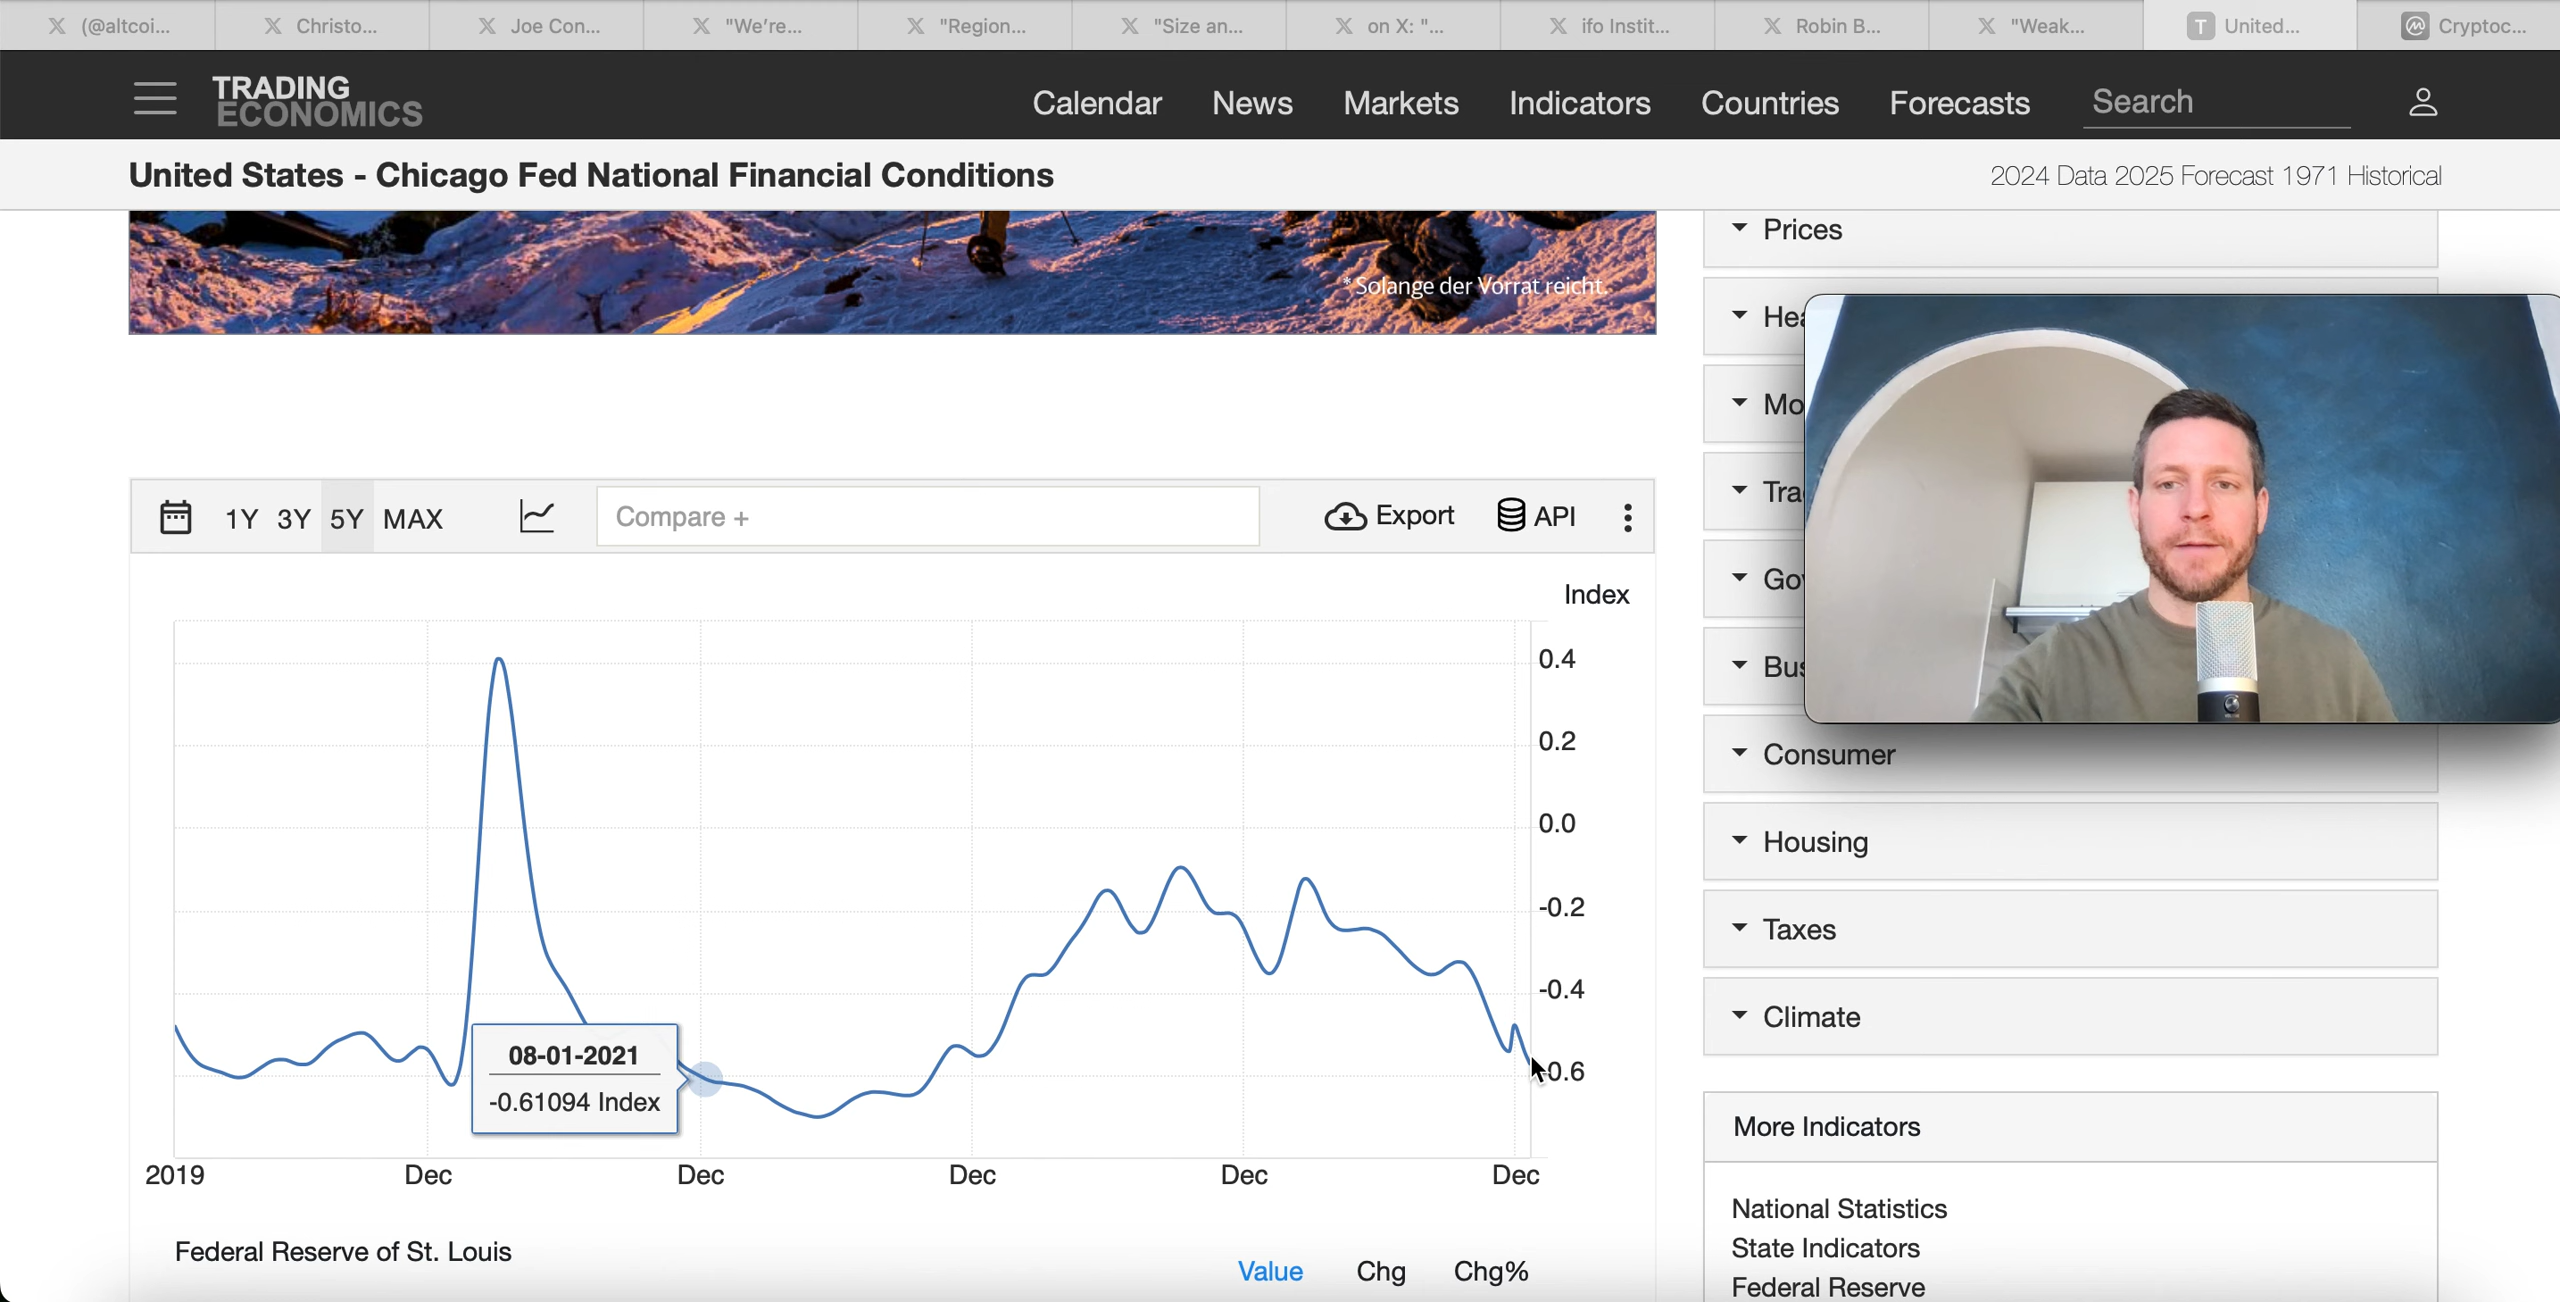 (@altcoi...
Christo...
Joe Con...
"We're...
"Region...
"Size an...
on X: "...
ifo Instit...
Robin B...
"Weak...
T United...
Cryptoc...
TRADING
ECONOMICS
Calendar
News
Markets
Indicators
Countries
Forecasts
Search
United States - Chicago Fed National Financial Conditions
2024 Data 2025 Forecast 1971 Historical
* Solange der Vorrat reicht.
1Y 3Y 5Y MAX
Compare +
Export
API
Index
0.4
0.2
0.0
-0.2
-0.4
-0.6
08-01-2021
-0.61094 Index
2019
Dec
Dec
Dec
Dec
Dec
Federal Reserve of St. Louis
Value
Chg
Chg%
Prices
Hea
Mo
Tra
Gov
Bus
Consumer
Housing
Taxes
Climate
More Indicators
National Statistics
State Indicators
Federal Reserve